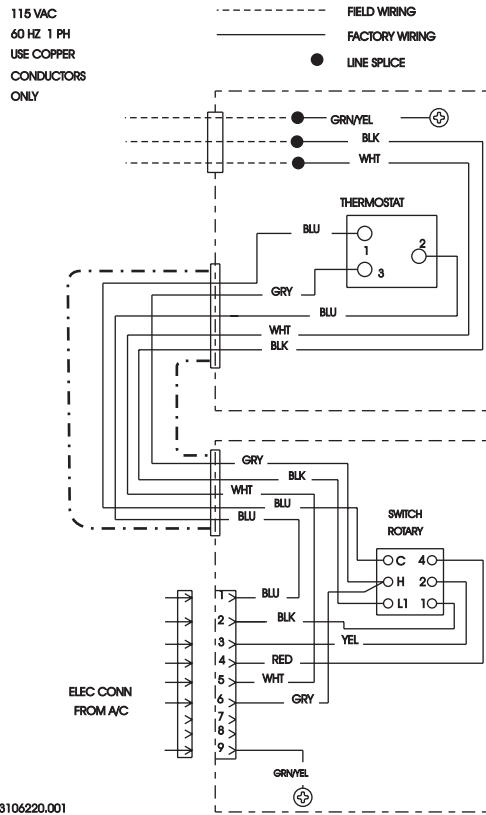 115 VAC
60 HZ 1 PH
USE COPPER
CONDUCTORS
ONLY
FIELD WIRING
FACTORY WIRING
LINE SPLICE
GRN/YEL
BLK
WHT
THERMOSTAT
BLU
1
2
3
GRY
BLU
WHT
BLK
GRY
BLK
WHT
BLU
BLU
SWITCH
ROTARY
C 4
H 2
L1 1
1 BLU
2 BLK
3 YEL
4 RED
5 WHT
6 GRY
7
8
9
ELEC CONN
FROM A/C
GRN/YEL
3106220.001